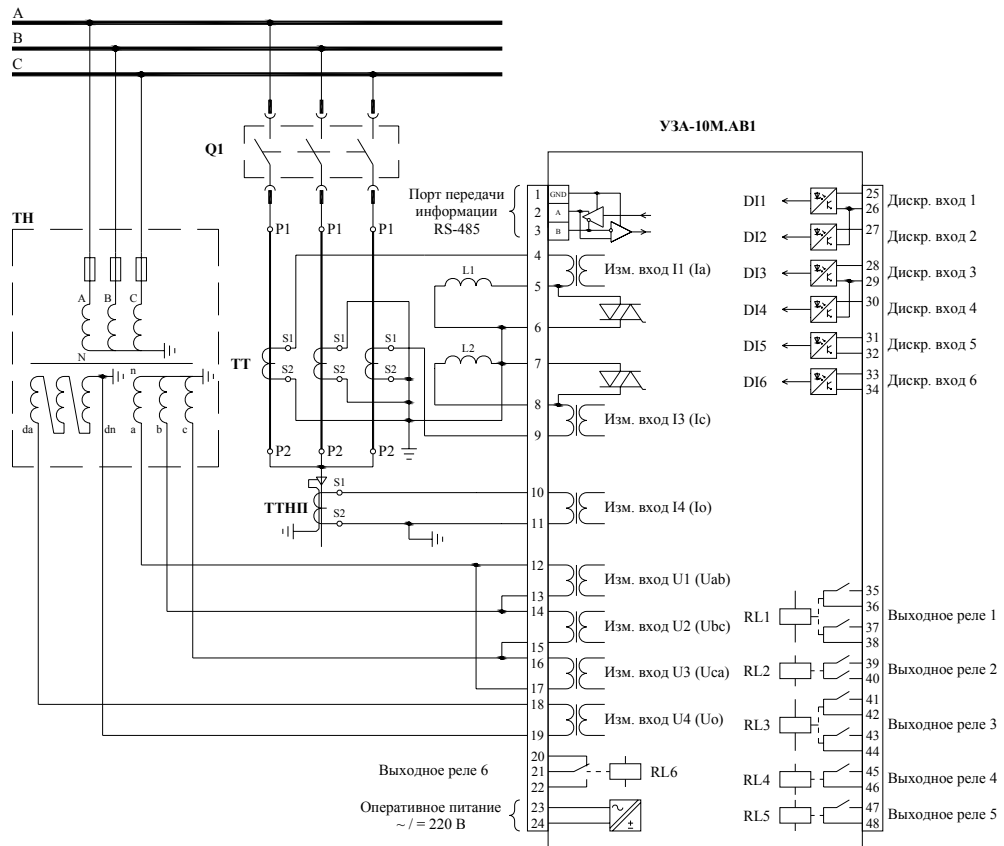 A
B
C
УЗА-10М.АВ1
Q1
ТН
A
B
C
N
n
da
dn
a
b
c
P1
P1
P1
ТТ
S1
S1
S1
S2
S2
S2
P2
P2
P2
ТТНП
S1
S2
Порт передачи
информации
RS-485
L1
L2
1
GND
2
A
3
B
4
Изм. вход I1 (Ia)
5
6
7
8
Изм. вход I3 (Ic)
9
10
Изм. вход I4 (Io)
11
12
Изм. вход U1 (Uab)
13
14
Изм. вход U2 (Ubc)
15
16
Изм. вход U3 (Uca)
17
18
Изм. вход U4 (Uo)
19
20
Выходное реле 6
21
RL6
22
Оперативное питание
~ / = 220 В
23
24
~
±
DI1
25
26
Дискр. вход 1
DI2
27
Дискр. вход 2
DI3
28
29
Дискр. вход 3
DI4
30
Дискр. вход 4
DI5
31
32
Дискр. вход 5
DI6
33
34
Дискр. вход 6
RL1
35
36
37
38
Выходное реле 1
RL2
39
40
Выходное реле 2
RL3
41
42
43
44
Выходное реле 3
RL4
45
46
Выходное реле 4
RL5
47
48
Выходное реле 5